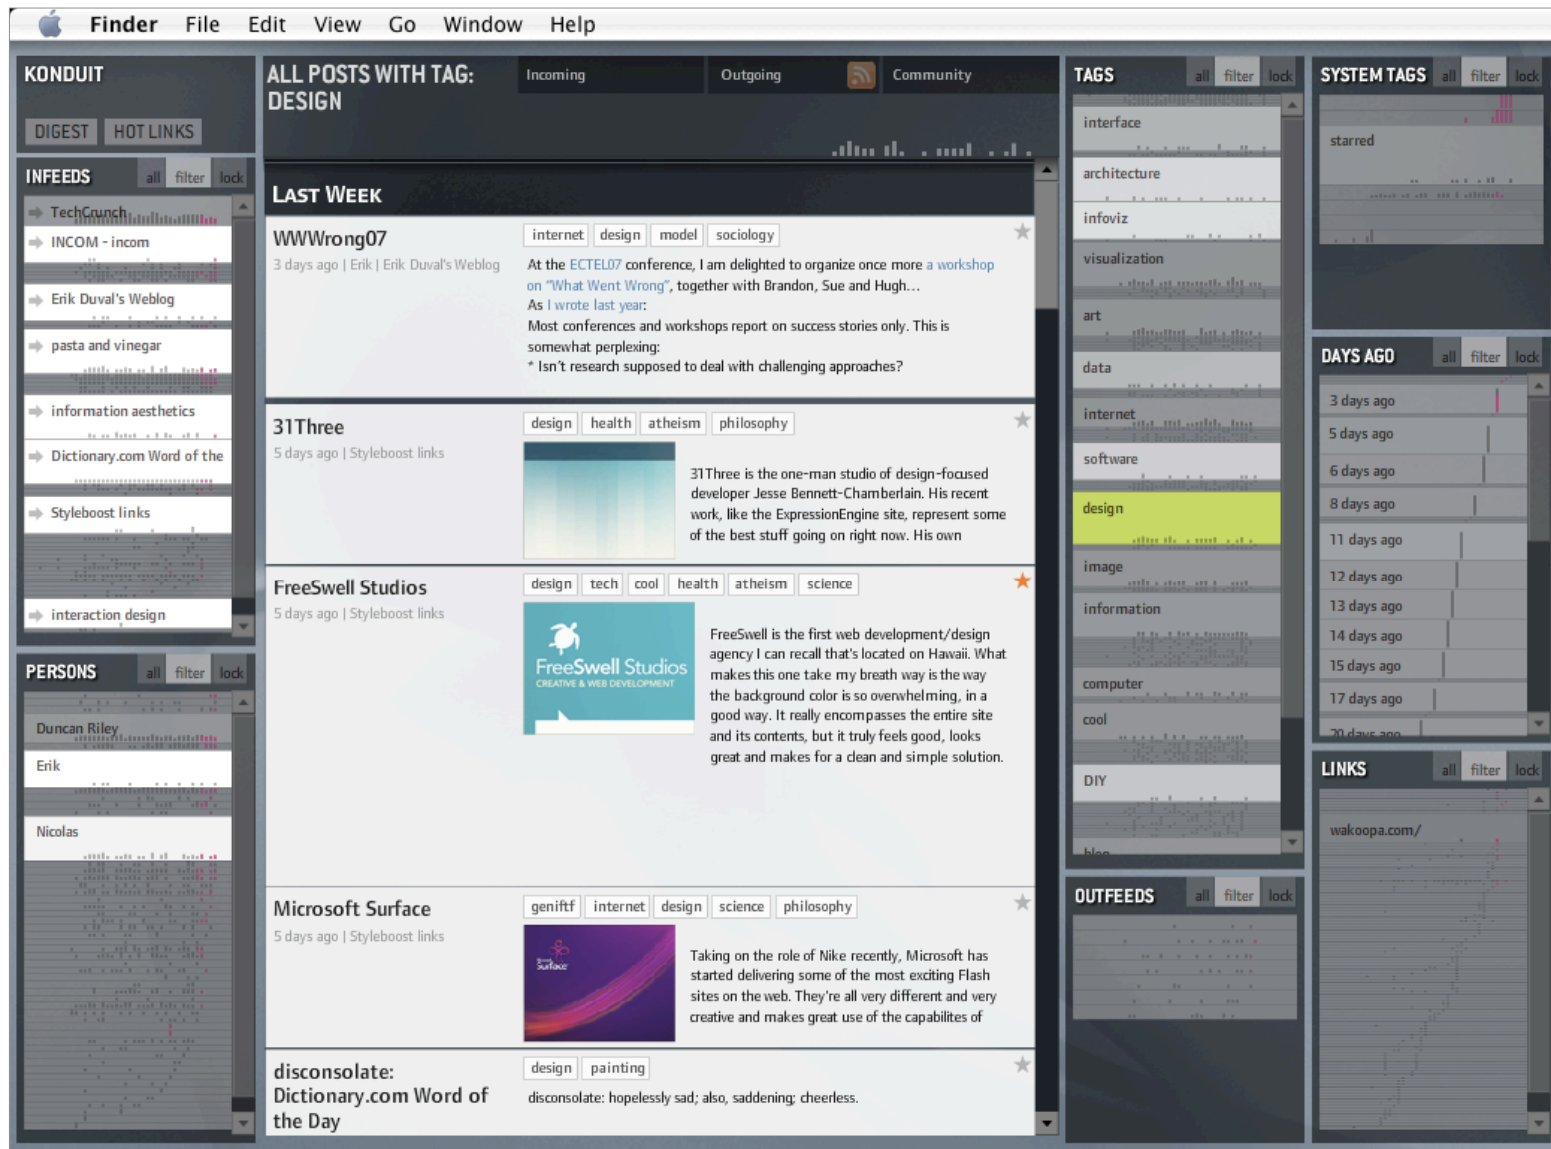 Finder File Edit View Go Window Help
KONDUIT
DIGEST HOT LINKS
INFEEDS all filter lock
TechCrunch
INCOM - incom
Erik Duval's Weblog
pasta and vinegar
information aesthetics
Dictionary.com Word of the
Styleboost links
interaction design
PERSONS all filter lock
Duncan Riley
Erik
Nicolas
ALL POSTS WITH TAG:
DESIGN
Incoming Outgoing Community
LAST WEEK
WWWrong07
3 days ago | Erik | Erik Duval's Weblog
internet design model sociology
At the ECTEL07 conference, I am delighted to organize once more a workshop
on "What Went Wrong", together with Brandon, Sue and Hugh…
As I wrote last year:
Most conferences and workshops report on success stories only. This is
somewhat perplexing:
* Isn't research supposed to deal with challenging approaches?
31Three
5 days ago | Styleboost links
design health atheism philosophy
31Three is the one-man studio of design-focused
developer Jesse Bennett-Chamberlain. His recent
work, like the ExpressionEngine site, represent some
of the best stuff going on right now. His own
FreeSwell Studios
5 days ago | Styleboost links
design tech cool health atheism science
FreeSwell Studios
CREATIVE & WEB DEVELOPMENT
FreeSwell is the first web development/design
agency I can recall that's located on Hawaii. What
makes this one take my breath way is the way
the background color is so overwhelming, in a
good way. It really encompasses the entire site
and its contents, but it truly feels good, looks
great and makes for a clean and simple solution.
Microsoft Surface
5 days ago | Styleboost links
geniftf internet design science philosophy
Surface
Taking on the role of Nike recently, Microsoft has
started delivering some of the most exciting Flash
sites on the web. They're all very different and very
creative and makes great use of the capabilites of
disconsolate:
Dictionary.com Word of
the Day
design painting
disconsolate: hopelessly sad; also, saddening; cheerless.
TAGS all filter lock
interface
architecture
infoviz
visualization
art
data
internet
software
design
image
information
computer
cool
DIY
blog
OUTFEEDS all filter lock
SYSTEM TAGS all filter lock
starred
DAYS AGO all filter lock
3 days ago
5 days ago
6 days ago
8 days ago
11 days ago
12 days ago
13 days ago
14 days ago
15 days ago
17 days ago
20 days ago
LINKS all filter lock
wakoopa.com/